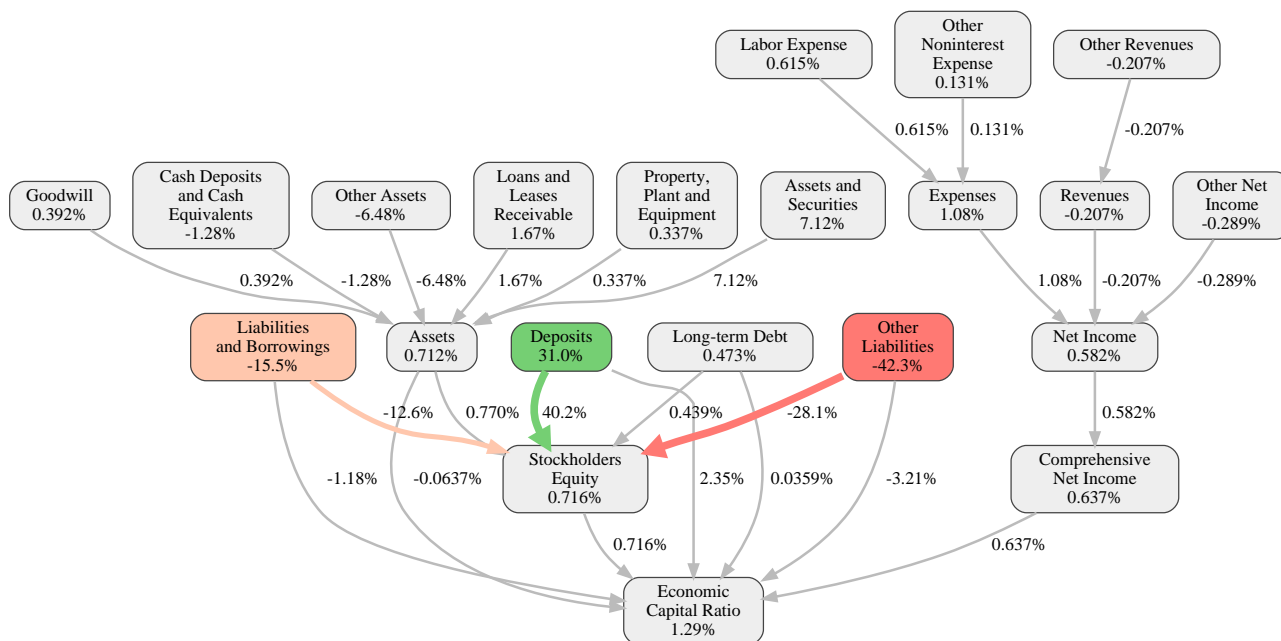 Labor Expense
0.615%
Other
Noninterest
Expense
0.131%
Other Revenues
-0.207%
0.615%
0.131%
-0.207%
Goodwill
0.392%
Cash Deposits
and Cash
Equivalents
-1.28%
Other Assets
-6.48%
Loans and
Leases
Receivable
1.67%
Property,
Plant and
Equipment
0.337%
Assets and
Securities
7.12%
Expenses
1.08%
Revenues
-0.207%
Other Net
Income
-0.289%
0.392%
-1.28%
-6.48%
1.67%
0.337%
7.12%
1.08%
-0.207%
-0.289%
Liabilities
and Borrowings
-15.5%
Assets
0.712%
Deposits
31.0%
Long-term Debt
0.473%
Other
Liabilities
-42.3%
Net Income
0.582%
-12.6%
0.770%
40.2%
0.439%
-28.1%
0.582%
Stockholders
Equity
0.716%
Comprehensive
Net Income
0.637%
-1.18%
-0.0637%
2.35%
0.0359%
-3.21%
0.716%
0.637%
Economic
Capital Ratio
1.29%